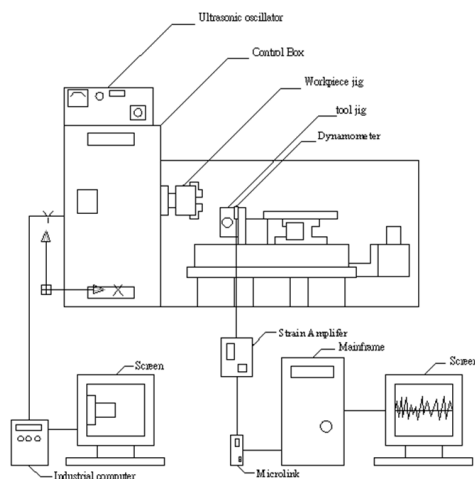 Ultrasonic oscillator
Control Box
Workpiece jig
tool jig
Dynamometer
Y
X
Strain Amplifer
Mainframe
Screen
Screen
Industrial computer
Microlink